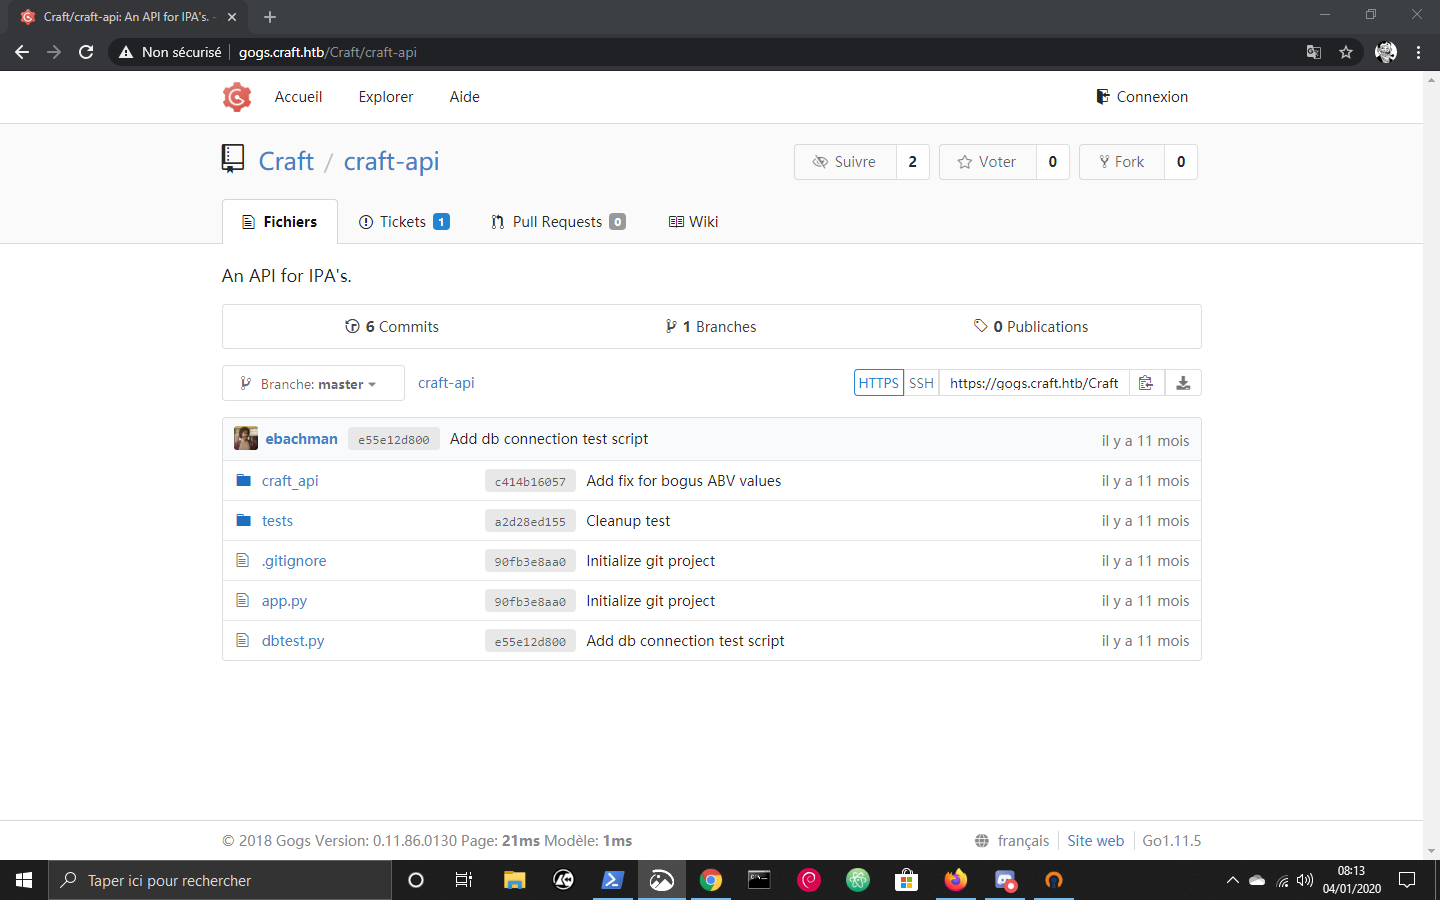 Craft/craft-api: An API for IPA's. -
Non sécurisé gogs.craft.htb/Craft/craft-api
Accueil Explorer Aide Connexion
Craft / craft-api Suivre 2 Voter 0 Fork 0
Fichiers Tickets 1 Pull Requests 0 Wiki
An API for IPA's.
6 Commits 1 Branches 0 Publications
Branche: master craft-api HTTPS SSH https://gogs.craft.htb/Craft
ebachman e55e12d800 Add db connection test script il y a 11 mois
craft_api c414b16057 Add fix for bogus ABV values il y a 11 mois
tests a2d28ed155 Cleanup test il y a 11 mois
.gitignore 90fb3e8aa0 Initialize git project il y a 11 mois
app.py 90fb3e8aa0 Initialize git project il y a 11 mois
dbtest.py e55e12d800 Add db connection test script il y a 11 mois
© 2018 Gogs Version: 0.11.86.0130 Page: 21ms Modèle: 1ms français Site web Go1.11.5
Taper ici pour rechercher 08:13
04/01/2020